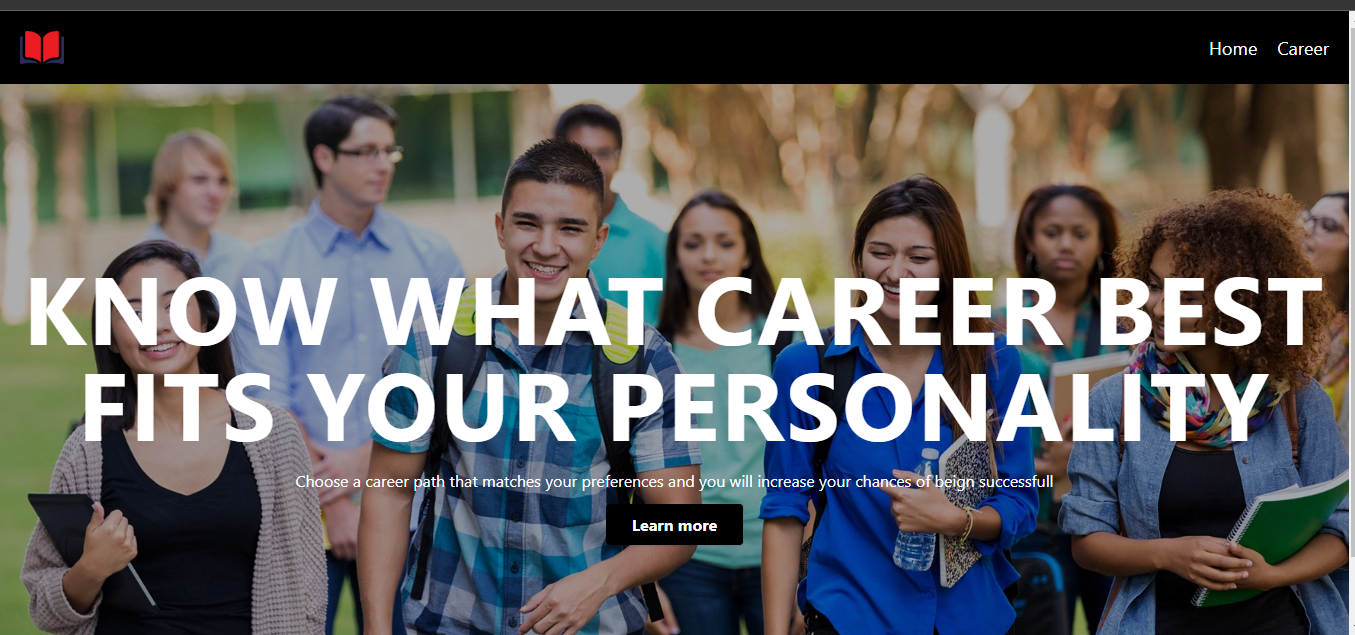 Home Career
KNOW WHAT CAREER BEST
FITS YOUR PERSONALITY
Choose a career path that matches your preferences and you will increase your chances of beign successfull
Learn more